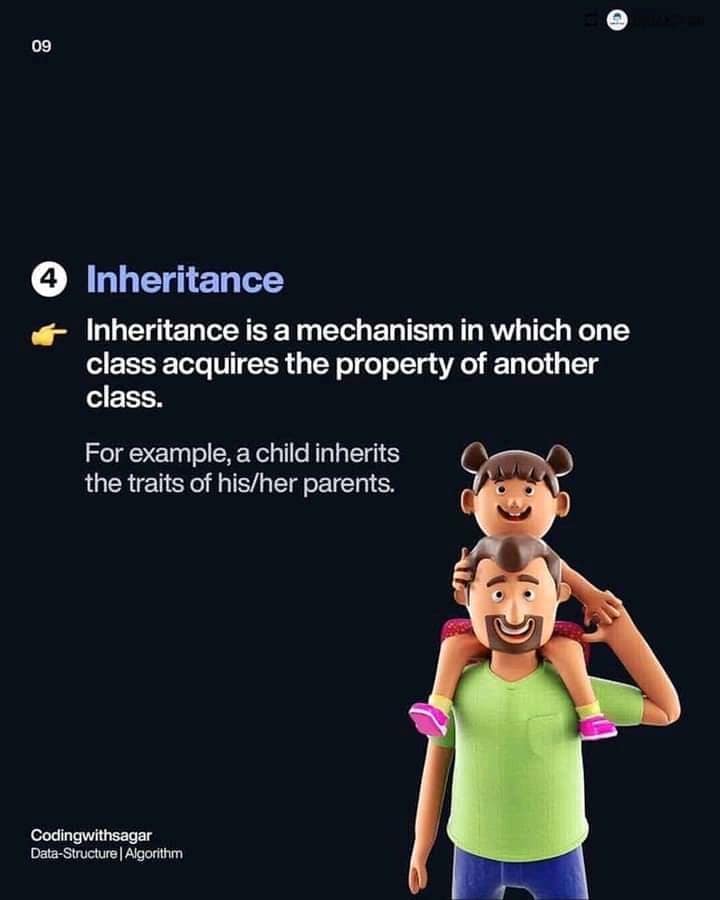 09
4 Inheritance
👉 Inheritance is a mechanism in which one
class acquires the property of another
class.
For example, a child inherits
the traits of his/her parents.
Codingwithsagar
Data-Structure | Algorithm